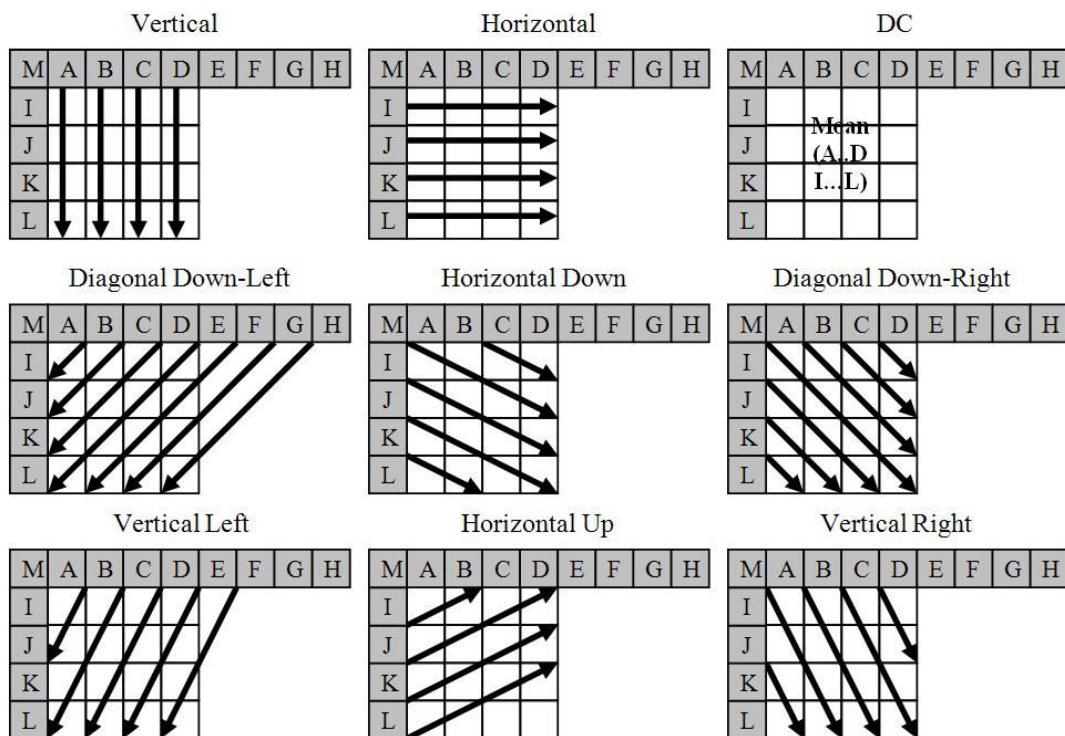 Vertical Horizontal DC
M A B C D E F G H M A B C D E F G H M A B C D E F G H
I I I
J J J
K K K
L L L
Mean
(A..D
I...L)
Diagonal Down-Left Horizontal Down Diagonal Down-Right
M A B C D E F G H M A B C D E F G H M A B C D E F G H
I I I
J J J
K K K
L L L
Vertical Left Horizontal Up Vertical Right
M A B C D E F G H M A B C D E F G H M A B C D E F G H
I I I
J J J
K K K
L L L